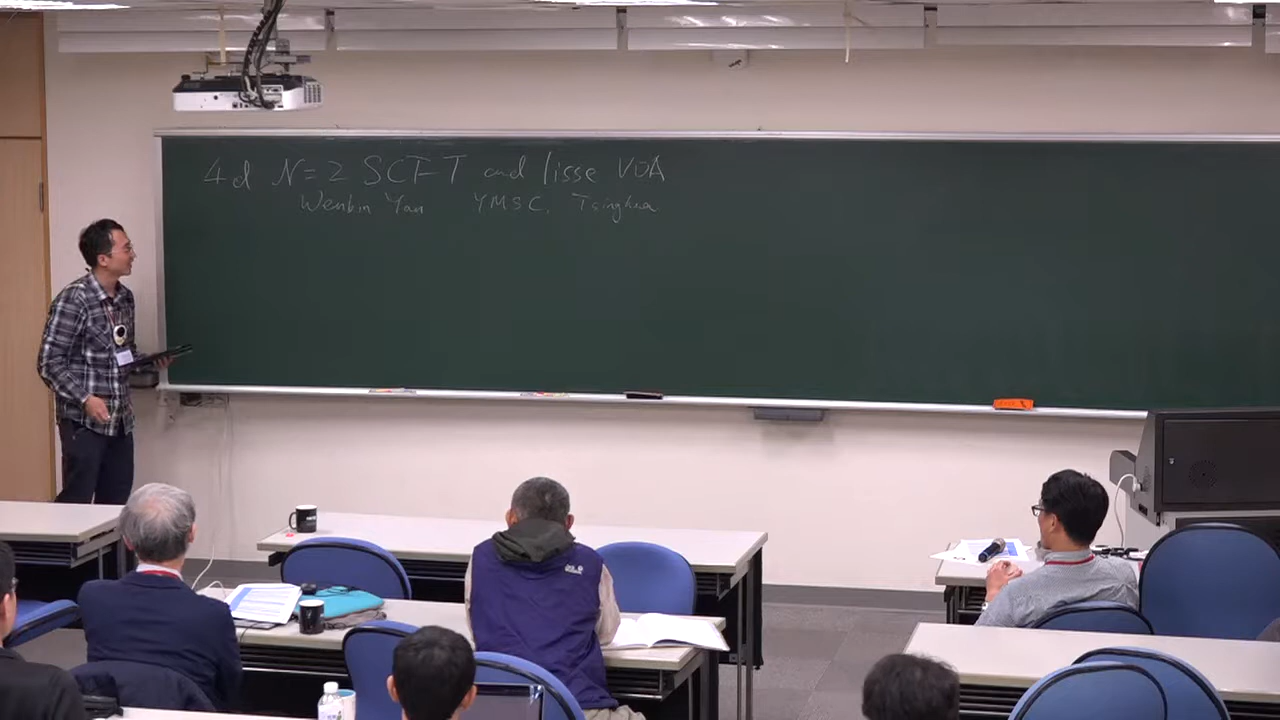 4d N=2 SCFT and lisse VOA
Wenbin Yan YMSC, Tsinghua